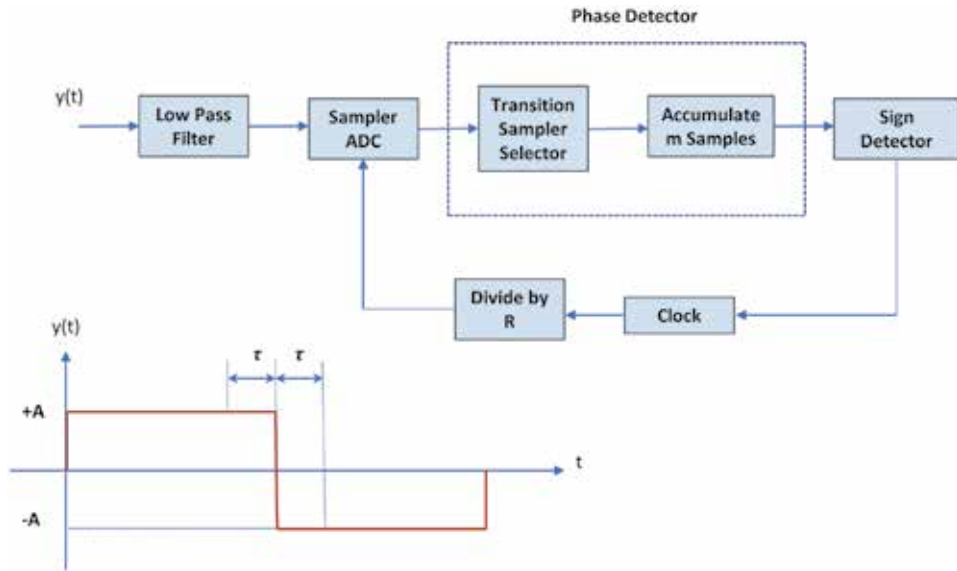 Phase Detector
y(t)
Low Pass
Filter
Sampler
ADC
Transition
Sampler
Selector
Accumulate
m Samples
Sign
Detector
Divide by
R
Clock
y(t)
τ
τ
+A
t
-A